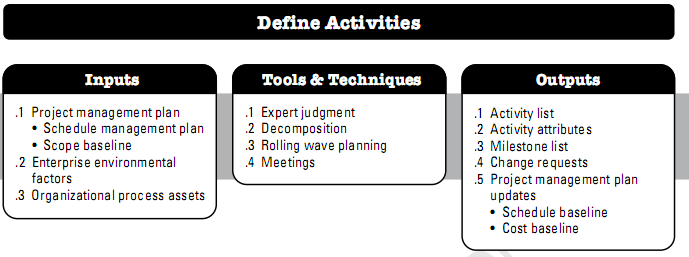 Define Activities
Inputs
.1 Project management plan
• Schedule management plan
• Scope baseline
.2 Enterprise environmental
factors
.3 Organizational process assets
Tools & Techniques
.1 Expert judgment
.2 Decomposition
.3 Rolling wave planning
.4 Meetings
Outputs
.1 Activity list
.2 Activity attributes
.3 Milestone list
.4 Change requests
.5 Project management plan
updates
• Schedule baseline
• Cost baseline